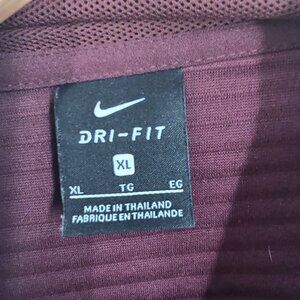 DRI-FIT
XL
XL TG EG
MADE IN THAILAND
FABRIQUE EN THAILANDE